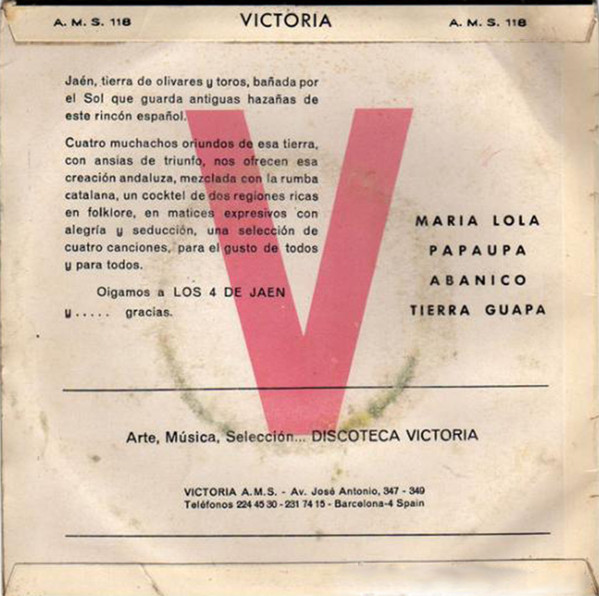 A. M. S. 118 VICTORIA A. M. S. 118
Jaén, tierra de olivares y toros, bañada por
el Sol que guarda antiguas hazañas de
este rincón español.
Cuatro muchachos oriundos de esa tierra,
con ansias de triunfo, nos ofrecen esa
creación andaluza, mezclada con la rumba
catalana, un cocktel de dos regiones ricas
en folklore, en matices expresivos con
alegría y seducción, una selección de
cuatro canciones, para el gusto de todos
y para todos.
Oigamos a LOS 4 DE JAEN
y..... gracias.
MARIA LOLA
PAPAUPA
ABANICO
TIERRA GUAPA
V
Arte, Música, Selección... DISCOTECA VICTORIA
VICTORIA A.M.S. - Av. José Antonio, 347 - 349
Teléfonos 224 45 30 - 231 74 15 - Barcelona-4 Spain